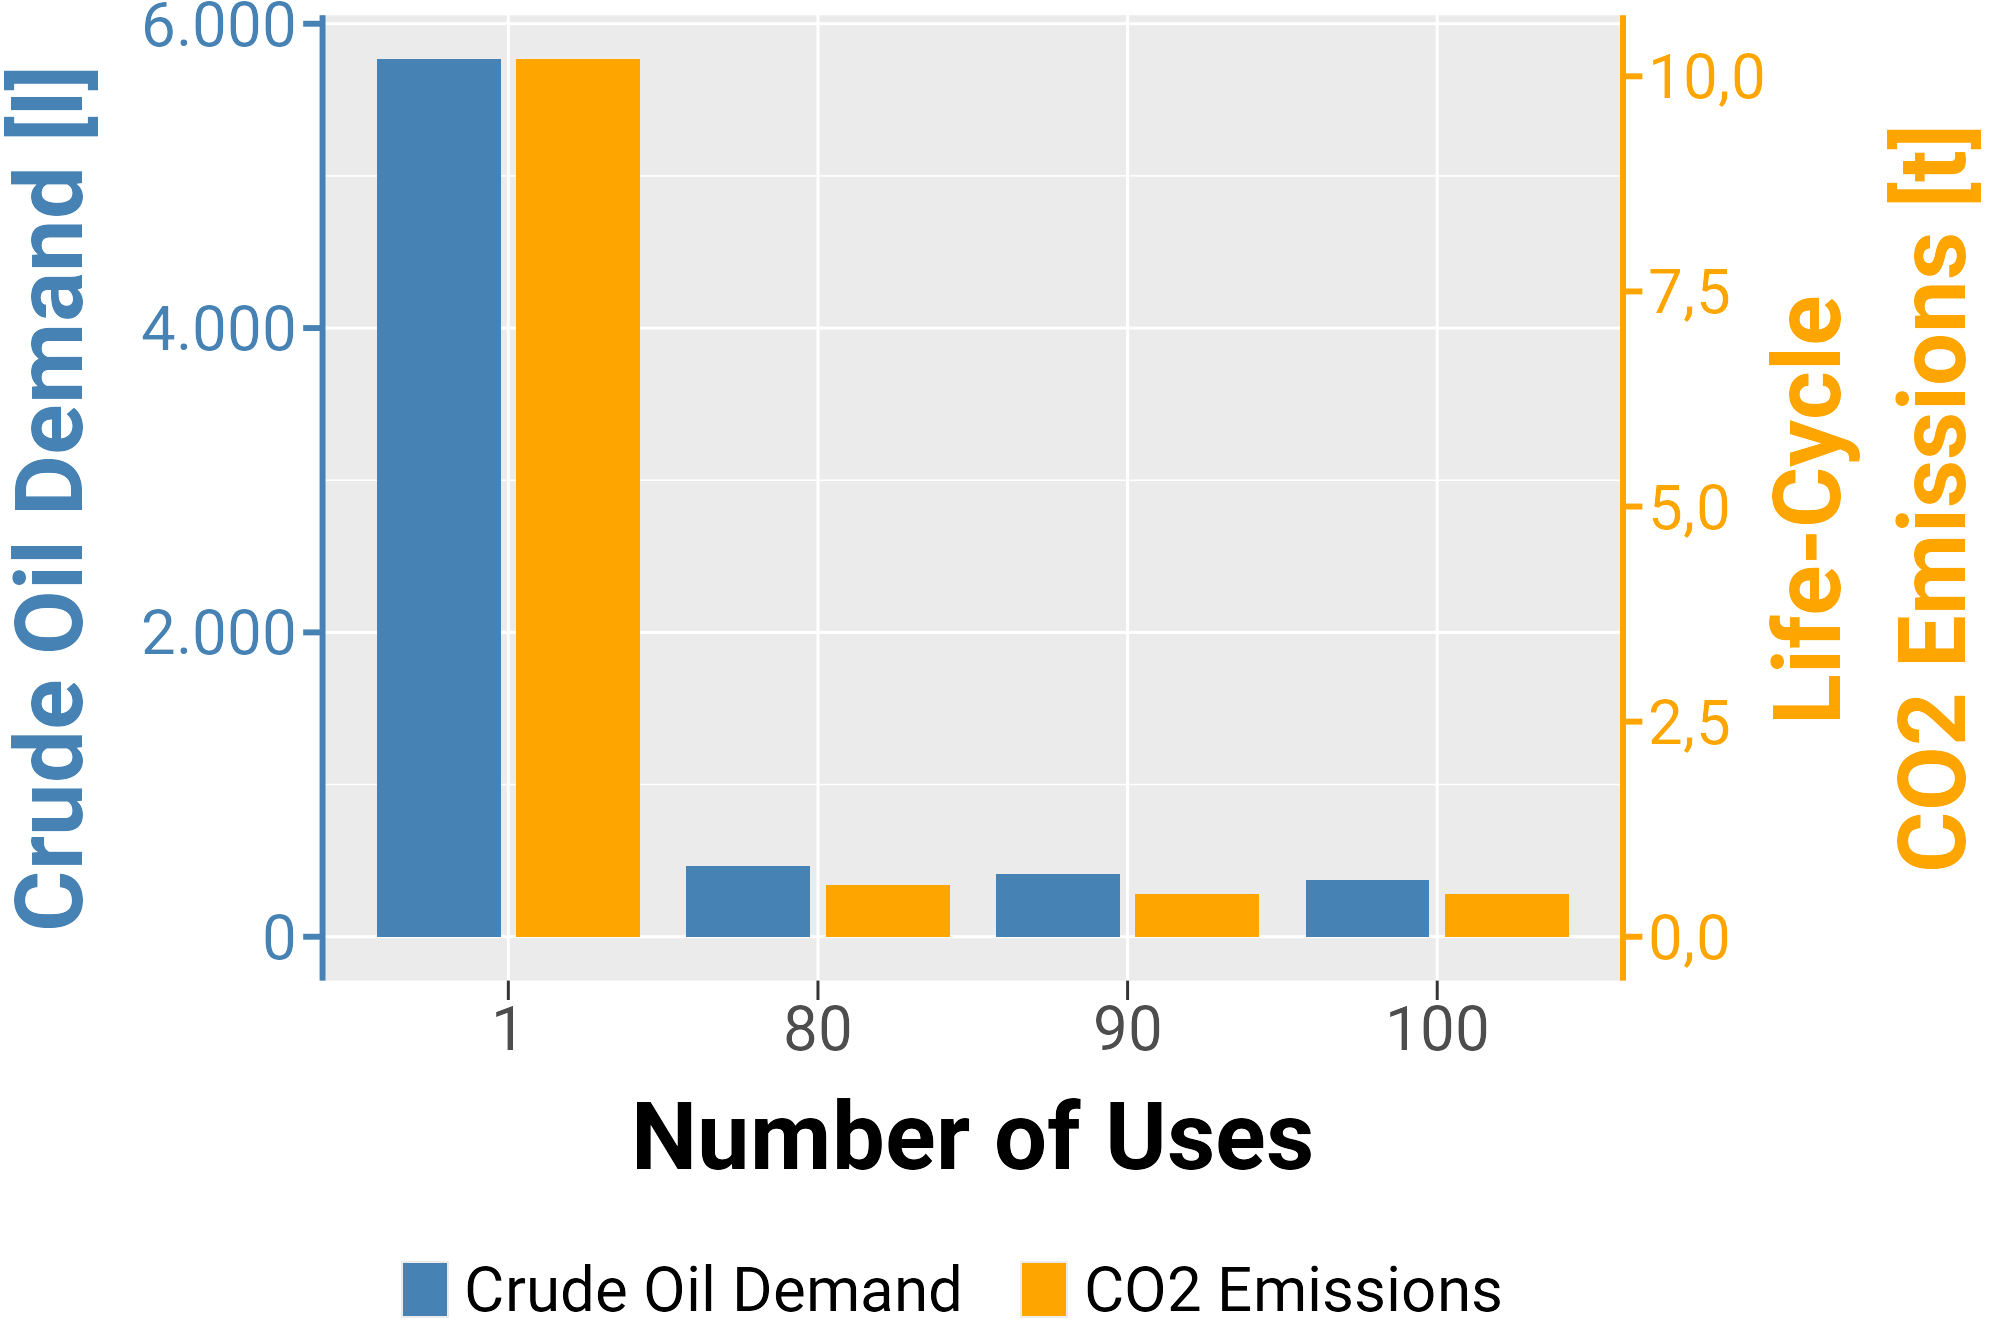 Crude Oil Demand [l]
6.000
4.000
2.000
0
10,0
7,5
5,0
2,5
0,0
Life-Cycle
CO2 Emissions [t]
1
80
90
100
Number of Uses
Crude Oil Demand
CO2 Emissions